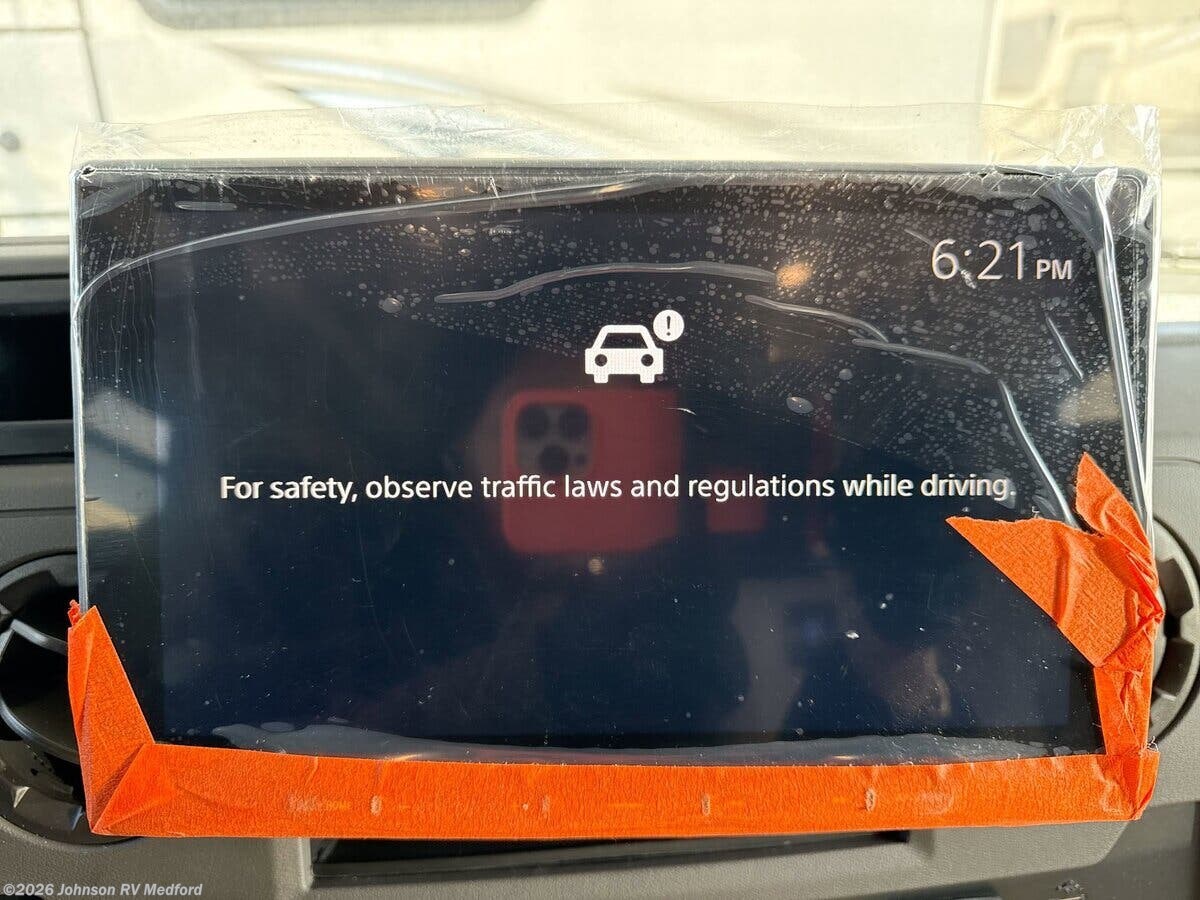 6:21 PM
!
For safety, observe traffic laws and regulations while driving.
©2026 Johnson RV Medford